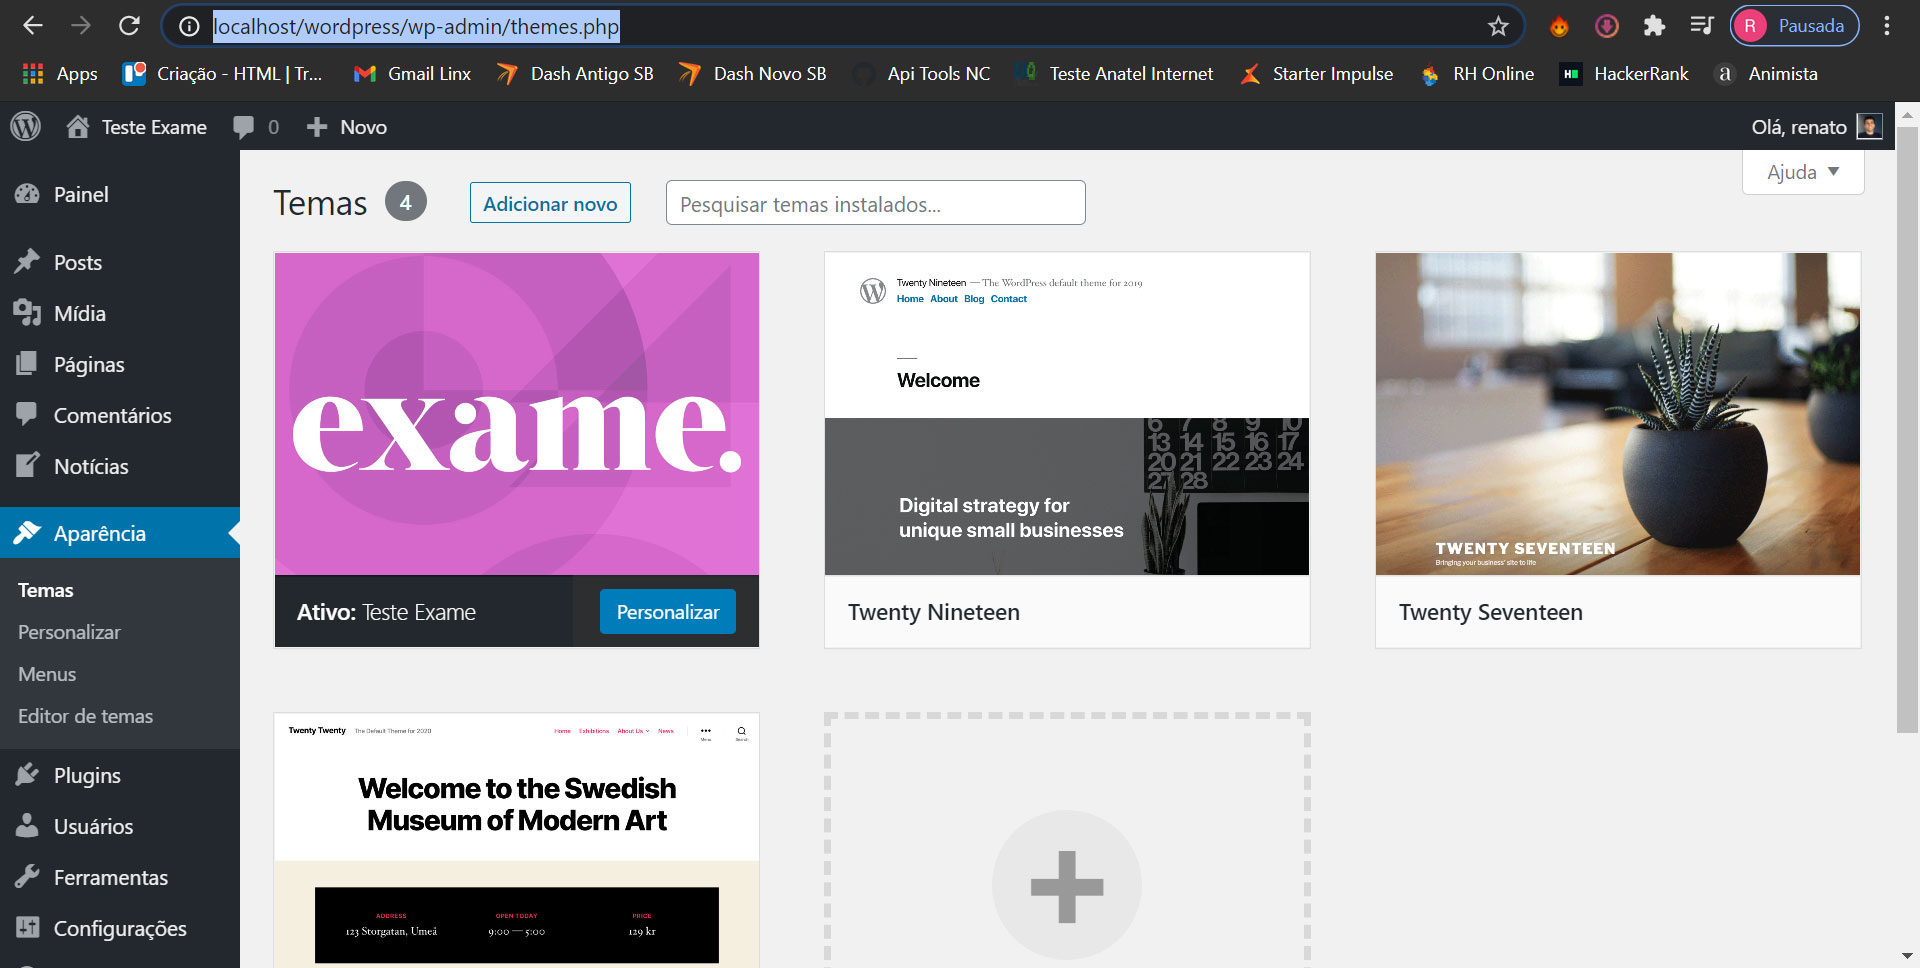 localhost/wordpress/wp-admin/themes.php
R Pausada
Apps
Criação - HTML | Tr...
Gmail Linx
Dash Antigo SB
Dash Novo SB
Api Tools NC
Teste Anatel Internet
Starter Impulse
RH Online
HackerRank
a Animista
Teste Exame
0
Novo
Olá, renato
Painel
Posts
Mídia
Páginas
Comentários
Notícias
Aparência
Temas
Personalizar
Menus
Editor de temas
Plugins
Usuários
Ferramentas
Configurações
Temas 4
Adicionar novo
Pesquisar temas instalados...
Ajuda
exame.
Ativo: Teste Exame
Personalizar
Twenty Nineteen — The WordPress default theme for 2019
Home About Blog Contact
Welcome
6 7 8 9 10
13 14 15 16 17
20 21 22 23 24
27 28
Digital strategy for
unique small businesses
Twenty Nineteen
TWENTY SEVENTEEN
Bringing your business' site to life
Twenty Seventeen
Twenty Twenty The Default Theme for 2020
Home Exhibitions About Us News
Menu
Search
Welcome to the Swedish
Museum of Modern Art
ADDRESS
123 Storgatan, Umeå
OPEN TODAY
9:00 — 5:00
PRICE
129 kr